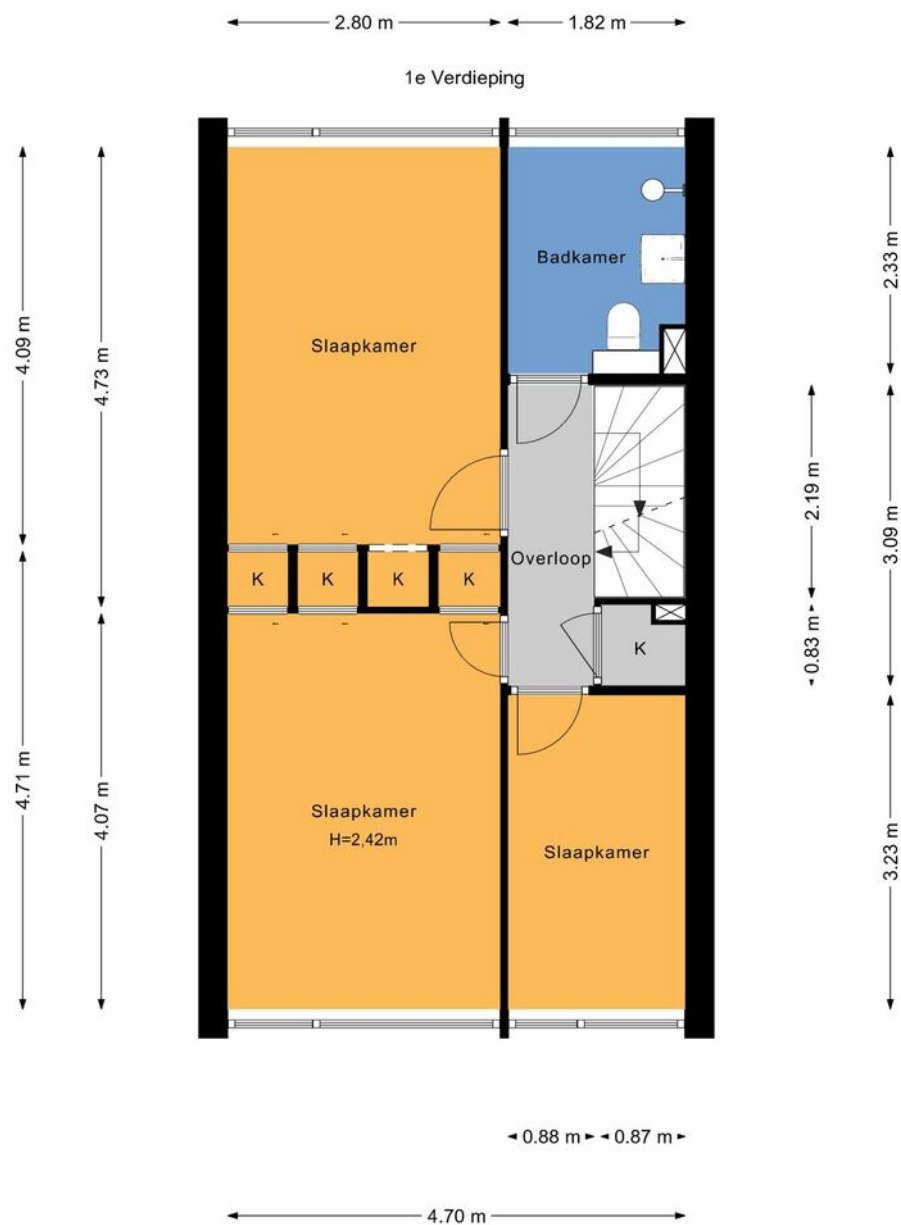 2.80 m
1.82 m
1e Verdieping
4.09 m
4.73 m
2.33 m
Badkamer
Slaapkamer
2.19 m
3.09 m
Overloop
K
K
K
K
K
0.83 m
4.71 m
4.07 m
Slaapkamer
H=2,42m
Slaapkamer
3.23 m
0.88 m
0.87 m
4.70 m